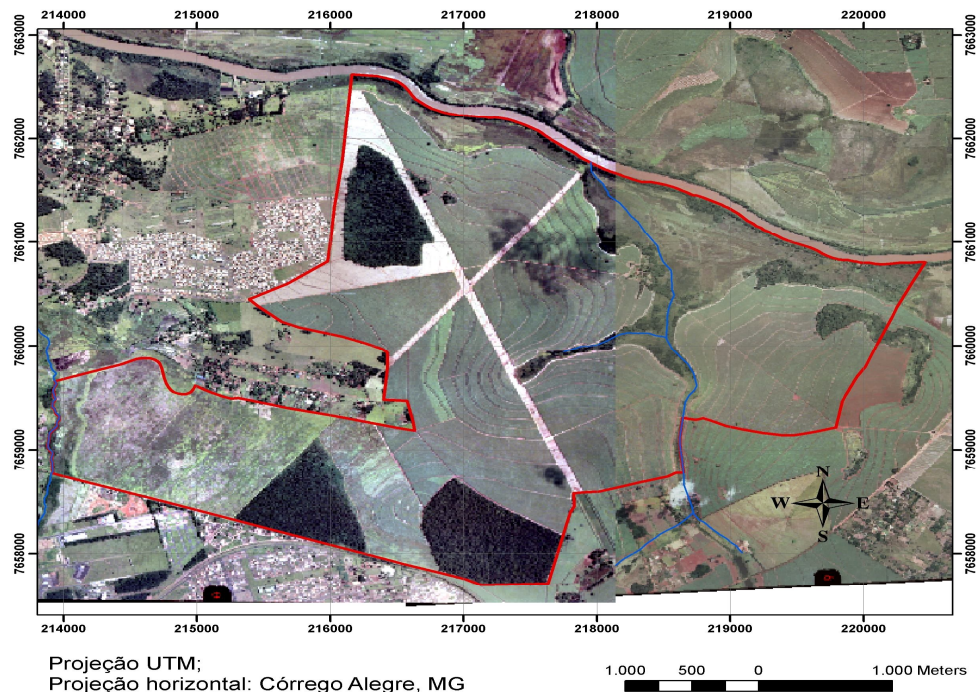 214000 215000 216000 217000 218000 219000 220000
7663000 7663000
7662000 7662000
7661000 7661000
7660000 7660000
7659000 7659000
N
W E
S
7658000 7658000
214000 215000 216000 217000 218000 219000 220000
Projeção UTM;
Projeção horizontal: Córrego Alegre, MG
1.000 500 0 1.000 Meters